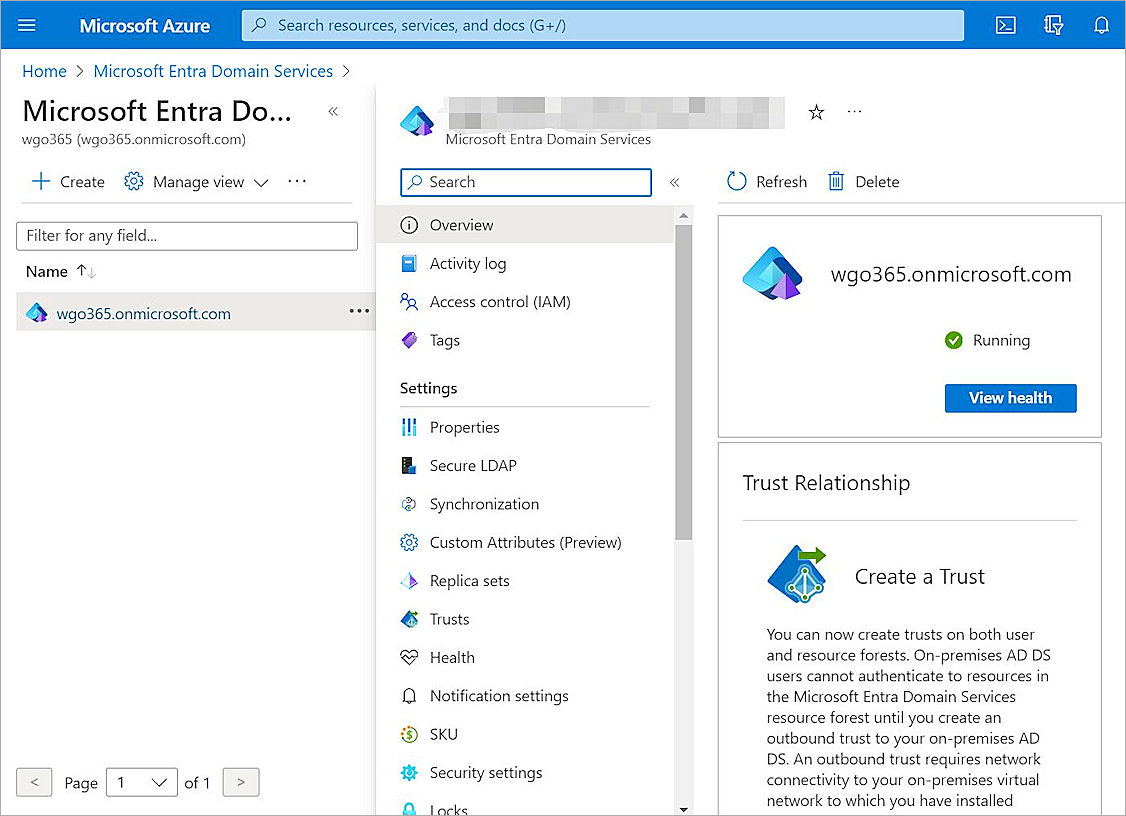 Microsoft Azure
Search resources, services, and docs (G+/)
Home > Microsoft Entra Domain Services >
Microsoft Entra Do...
wgo365 (wgo365.onmicrosoft.com)
Create
Manage view
Filter for any field...
Name
wgo365.onmicrosoft.com
< Page 1 of 1 >
Microsoft Entra Domain Services
Search
Overview
Activity log
Access control (IAM)
Tags
Settings
Properties
Secure LDAP
Synchronization
Custom Attributes (Preview)
Replica sets
Trusts
Health
Notification settings
SKU
Security settings
Locks
Refresh
Delete
wgo365.onmicrosoft.com
Running
View health
Trust Relationship
Create a Trust
You can now create trusts on both user
and resource forests. On-premises AD DS
users cannot authenticate to resources in
the Microsoft Entra Domain Services
resource forest until you create an
outbound trust to your on-premises AD
DS. An outbound trust requires network
connectivity to your on-premises virtual
network to which you have installed